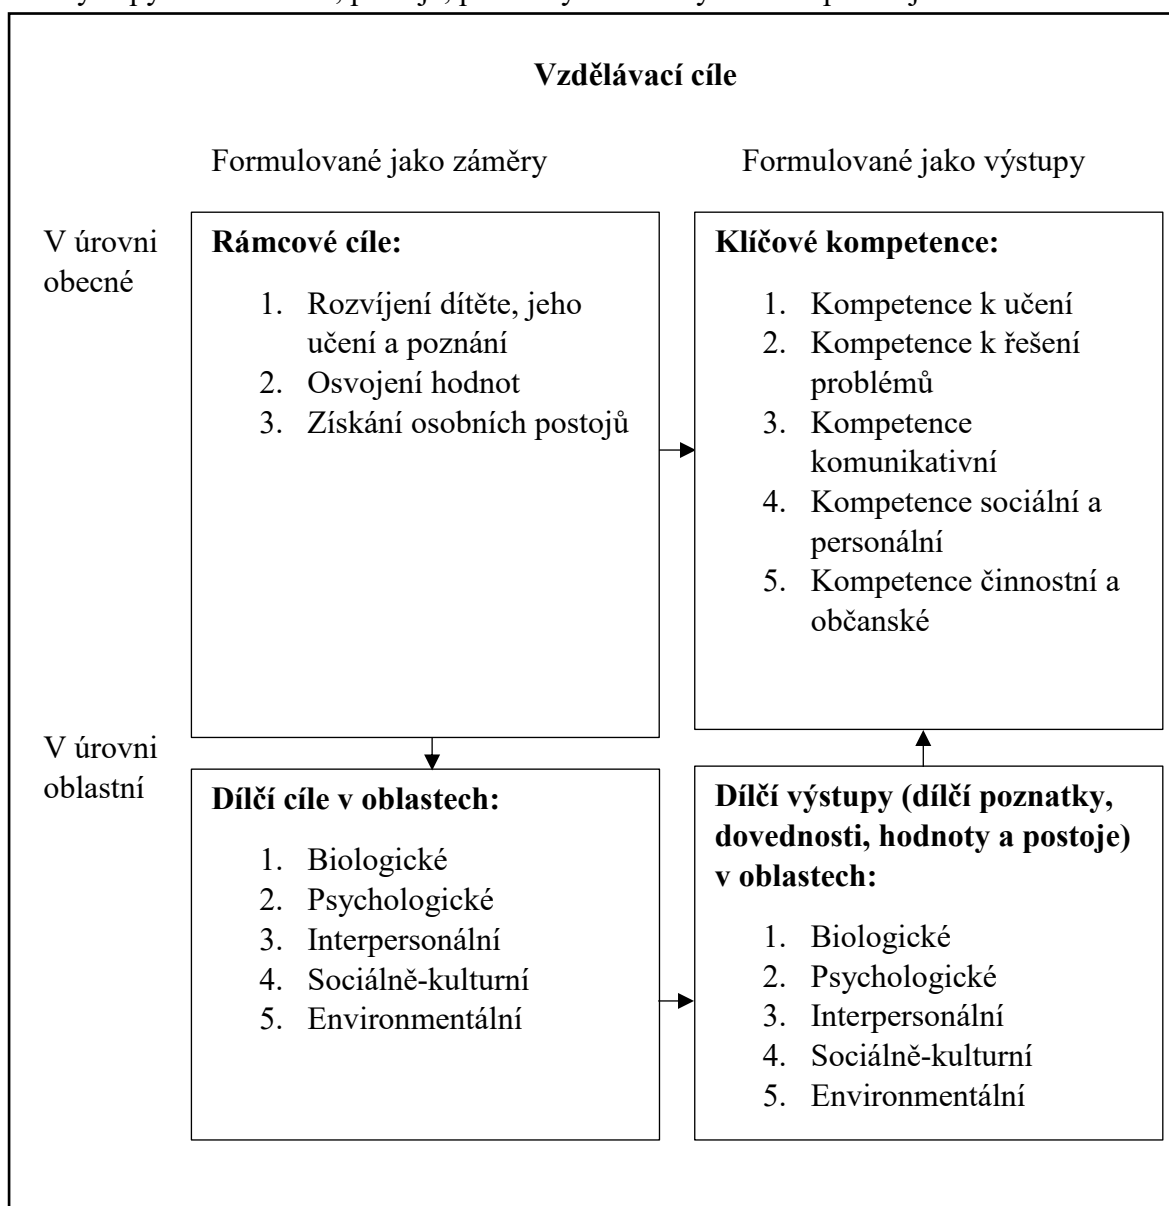 Vzdělávací cíle
Formulované jako záměry
Formulované jako výstupy
V úrovni
obecné
Rámcové cíle:
1. Rozvíjení dítěte, jeho
učení a poznání
2. Osvojení hodnot
3. Získání osobních postojů
Klíčové kompetence:
1. Kompetence k učení
2. Kompetence k řešení
problémů
3. Kompetence
komunikativní
4. Kompetence sociální a
personální
5. Kompetence činnostní a
občanské
V úrovni
oblastní
Dílčí cíle v oblastech:
1. Biologické
2. Psychologické
3. Interpersonální
4. Sociálně-kulturní
5. Environmentální
Dílčí výstupy (dílčí poznatky,
dovednosti, hodnoty a postoje)
v oblastech:
1. Biologické
2. Psychologické
3. Interpersonální
4. Sociálně-kulturní
5. Environmentální